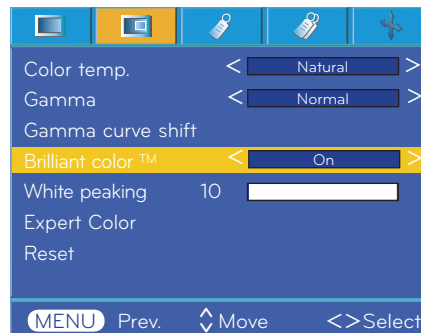 Color temp. < Natural >
Gamma < Normal >
Gamma curve shift
Brilliant color ™ < On >
White peaking 10
Expert Color
Reset
MENU Prev. Move <> Select